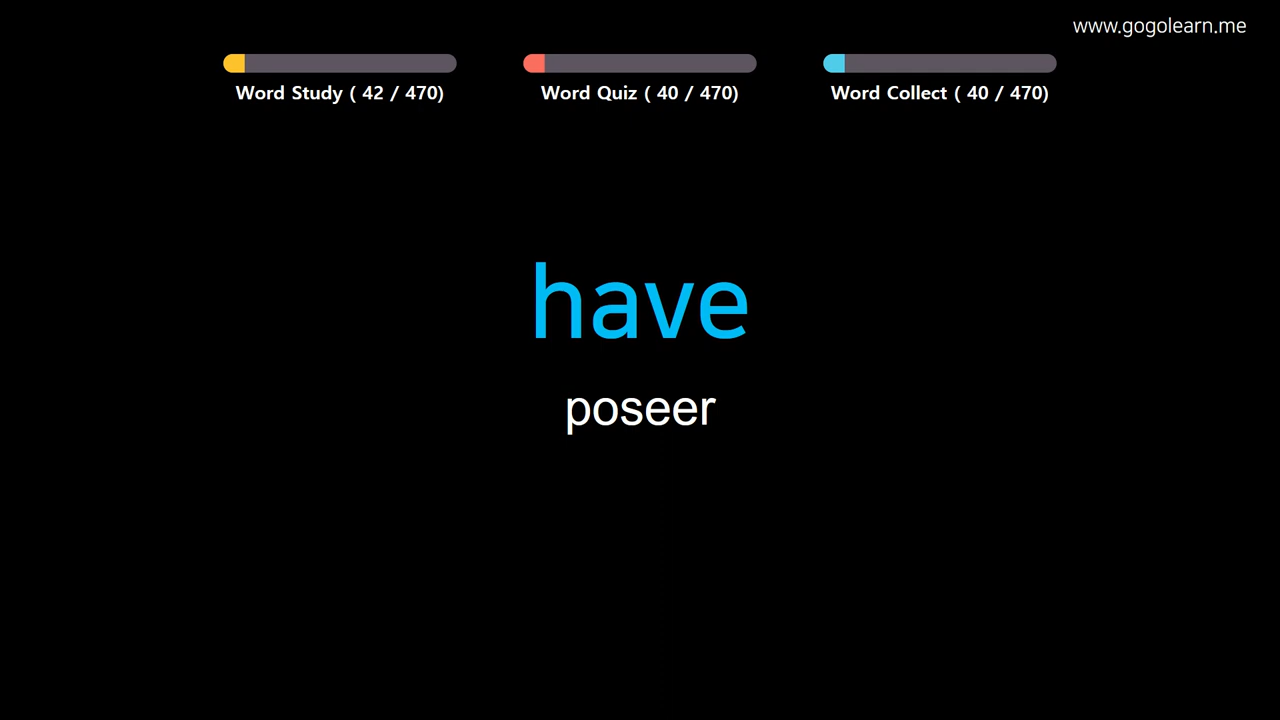 www.gogolearn.me
Word Study ( 42 / 470)
Word Quiz ( 40 / 470)
Word Collect ( 40 / 470)
have
poseer